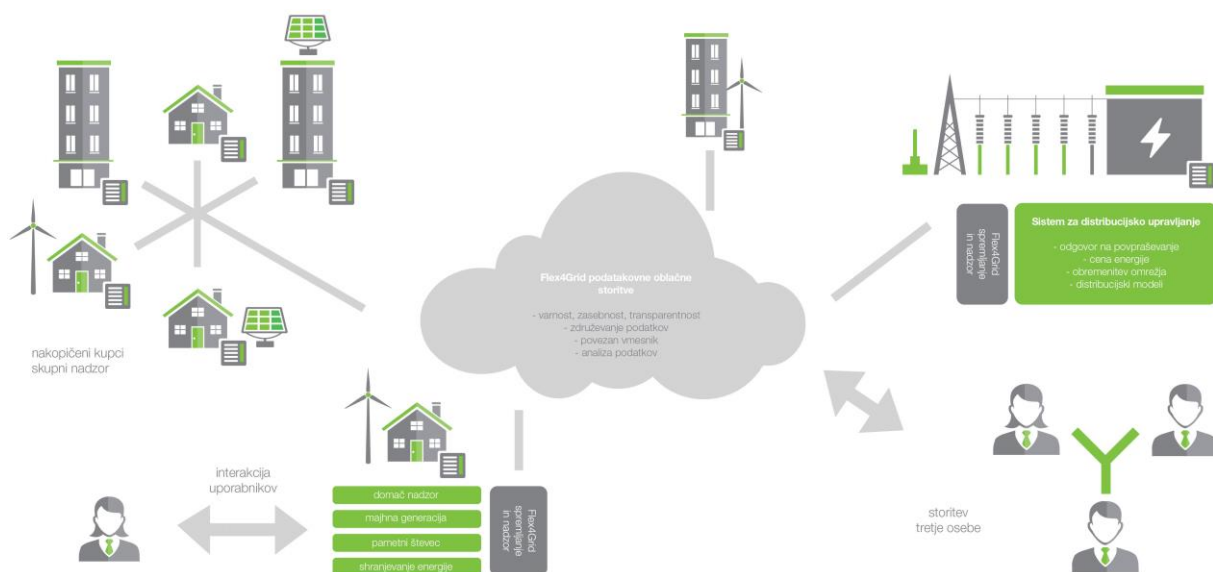 Flex4Grid podatakovne oblačne
storitve
- varnost, zasebnost, transparentnost
- združevanje podatkov
- povezan vmesnik
- analiza podatkov
Flex4Grid
spremljanje
in nadzor
Sistem za distribucijsko upravljanje
- odgovor na povpraševanje
- cena energije
- obremenitev omrežja
- distribucijski modeli
nakopičeni kupci
skupni nadzor
interakcija
uporabnikov
domač nadzor
majhna generacija
pametni števec
shranjevanje energije
Flex4Grid
spremljanje
in nadzor
storitev
tretje osebe